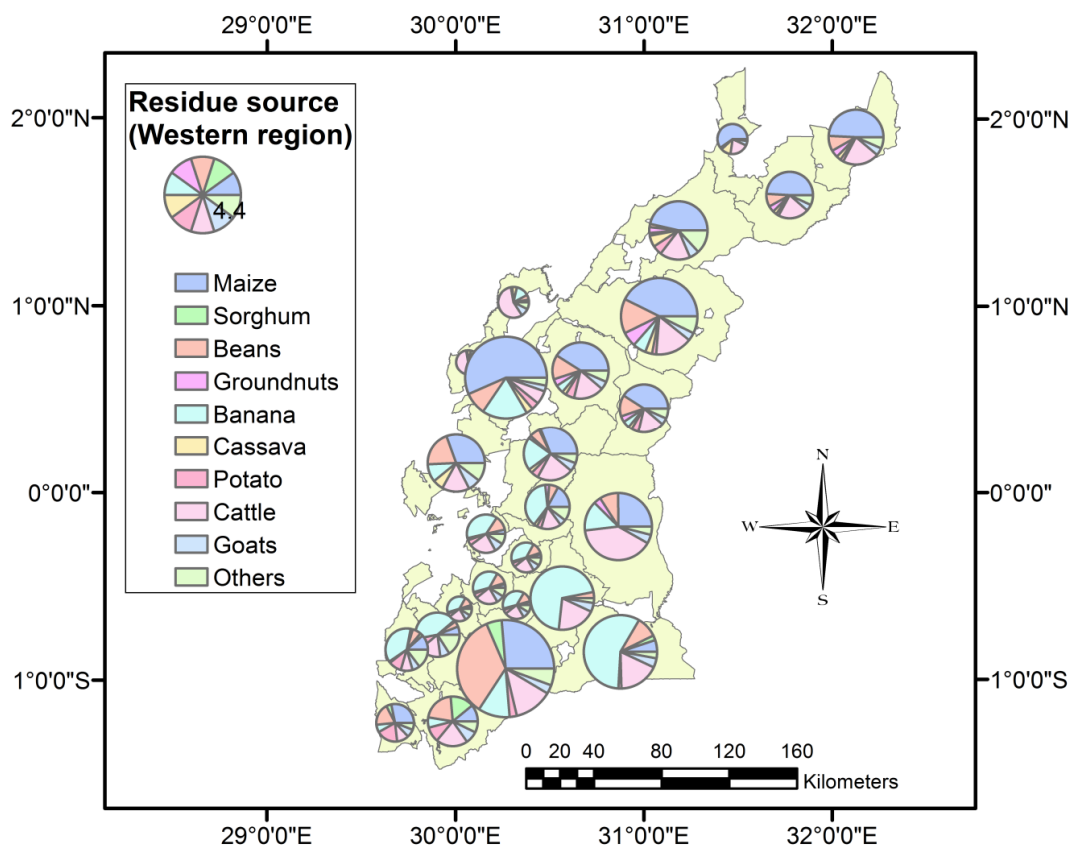 29°0'0"E 30°0'0"E 31°0'0"E 32°0'0"E
Residue source
(Western region)
4.4
Maize
Sorghum
Beans
Groundnuts
Banana
Cassava
Potato
Cattle
Goats
Others
2°0'0"N 2°0'0"N
1°0'0"N 1°0'0"N
0°0'0" 0°0'0"
1°0'0"S 1°0'0"S
N
W E
S
0 20 40 80 120 160
Kilometers
29°0'0"E 30°0'0"E 31°0'0"E 32°0'0"E